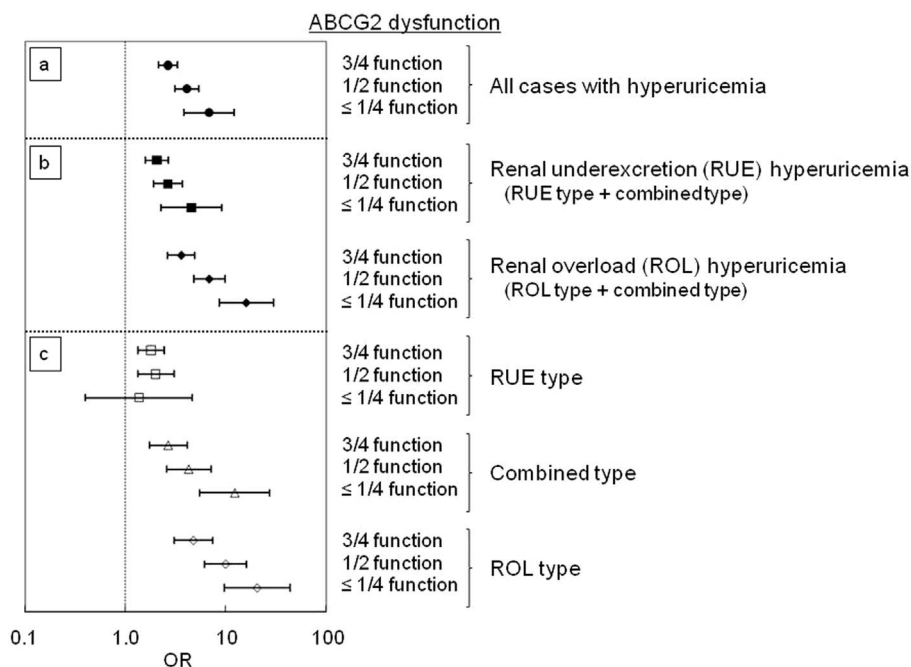 ABCG2 dysfunction
a
3/4 function
1/2 function
≤ 1/4 function
All cases with hyperuricemia
b
3/4 function
1/2 function
≤ 1/4 function
Renal underexcretion (RUE) hyperuricemia
(RUE type + combined type)
3/4 function
1/2 function
≤ 1/4 function
Renal overload (ROL) hyperuricemia
(ROL type + combined type)
c
3/4 function
1/2 function
≤ 1/4 function
RUE type
3/4 function
1/2 function
≤ 1/4 function
Combined type
3/4 function
1/2 function
≤ 1/4 function
ROL type
0.1 1.0 10 100
OR